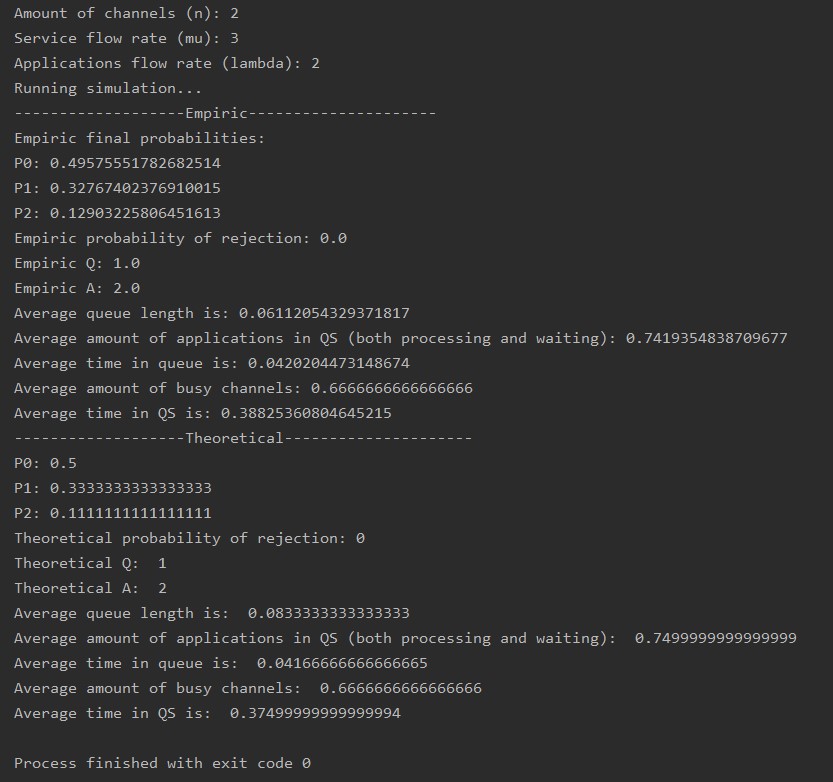 Amount of channels (n): 2
Service flow rate (mu): 3
Applications flow rate (lambda): 2
Running simulation...
-------------------Empiric---------------------
Empiric final probabilities:
P0: 0.49575551782682514
P1: 0.32767402376910015
P2: 0.12903225806451613
Empiric probability of rejection: 0.0
Empiric Q: 1.0
Empiric A: 2.0
Average queue length is: 0.06112054329371817
Average amount of applications in QS (both processing and waiting): 0.7419354838709677
Average time in queue is: 0.0420204473148674
Average amount of busy channels: 0.6666666666666666
Average time in QS is: 0.38825360804645215
-------------------Theoretical---------------------
P0: 0.5
P1: 0.3333333333333333
P2: 0.1111111111111111
Theoretical probability of rejection: 0
Theoretical Q:  1
Theoretical A:  2
Average queue length is:  0.0833333333333333
Average amount of applications in QS (both processing and waiting):  0.7499999999999999
Average time in queue is:  0.04166666666666665
Average amount of busy channels:  0.6666666666666666
Average time in QS is:  0.37499999999999994
Process finished with exit code 0